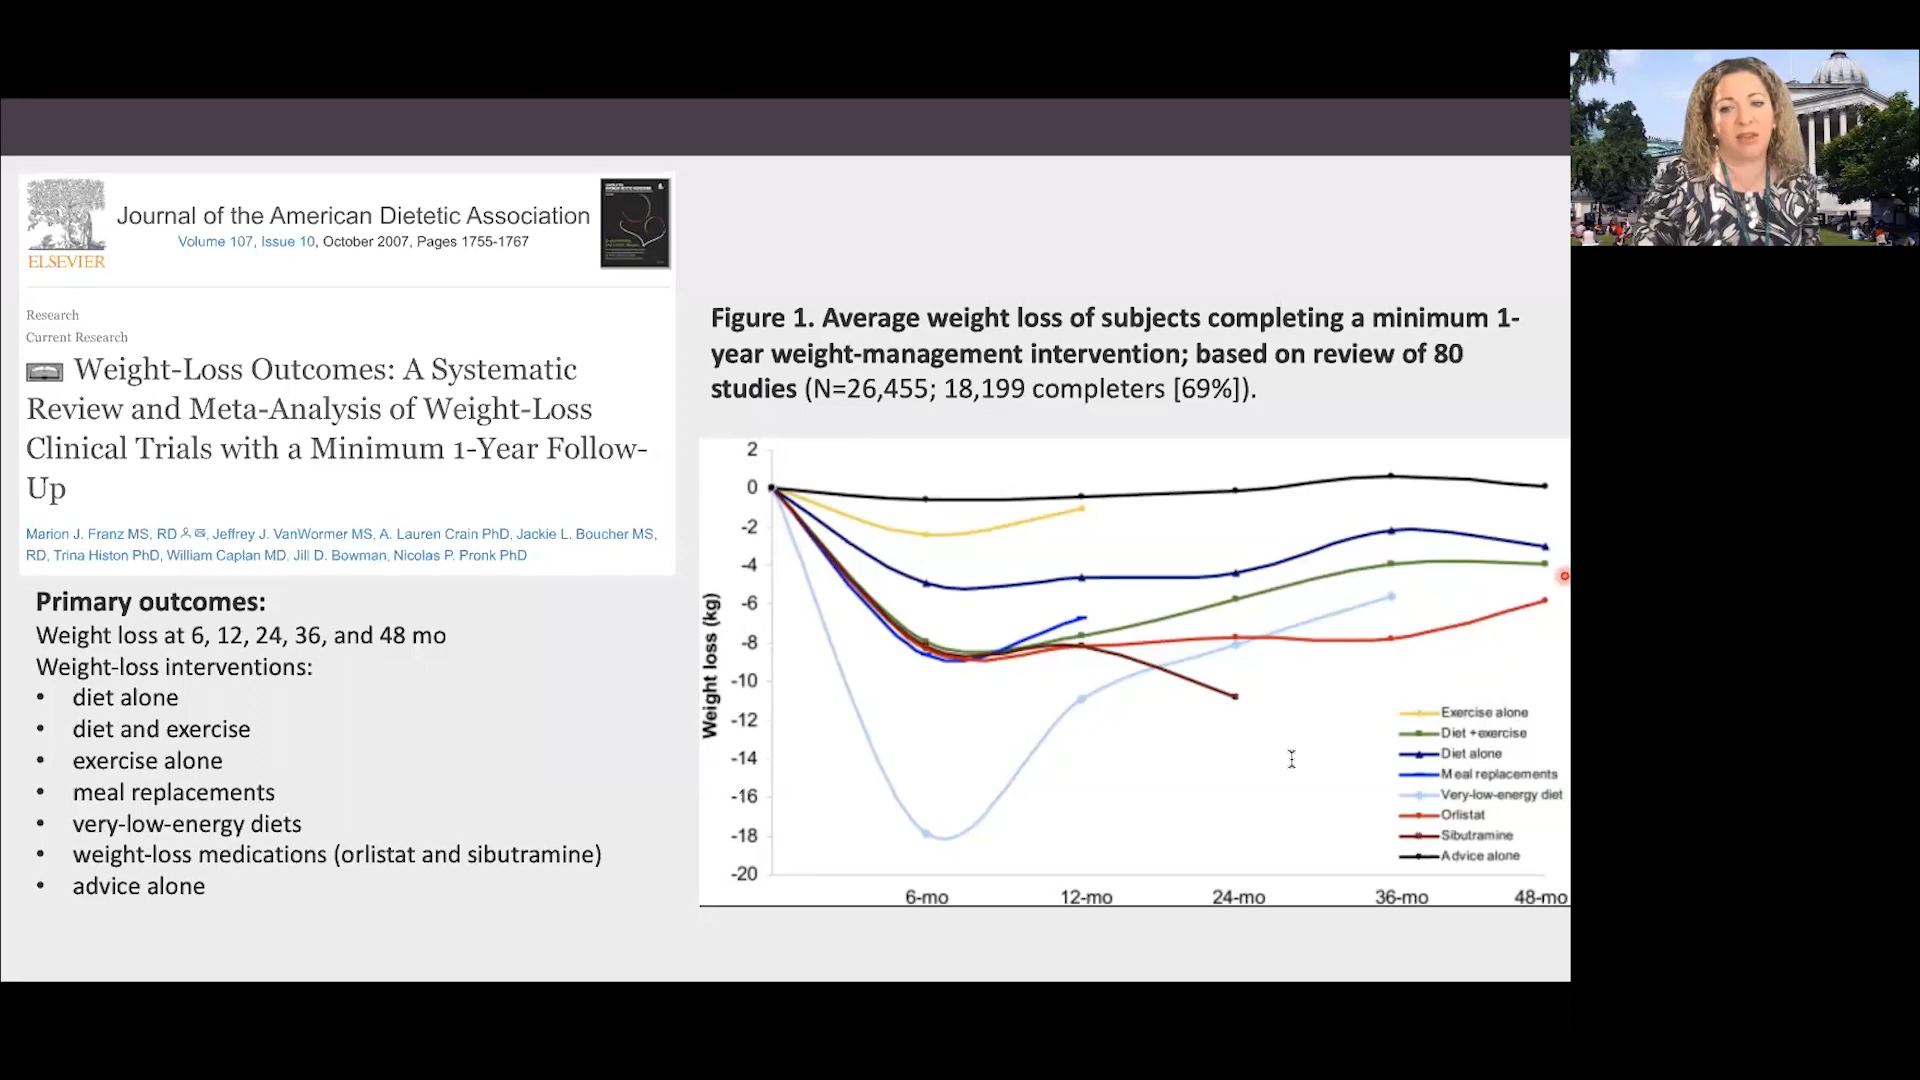 ELSEVIER
Journal of the American Dietetic Association
Volume 107, Issue 10, October 2007, Pages 1755-1767
Research
Current Research
Weight-Loss Outcomes: A Systematic
Review and Meta-Analysis of Weight-Loss
Clinical Trials with a Minimum 1-Year Follow-
Up
Marion J. Franz MS, RD, Jeffrey J. VanWormer MS, A. Lauren Crain PhD, Jackie L. Boucher MS,
RD, Trina Histon PhD, William Caplan MD, Jill D. Bowman, Nicolas P. Pronk PhD
Primary outcomes:
Weight loss at 6, 12, 24, 36, and 48 mo
Weight-loss interventions:
• diet alone
• diet and exercise
• exercise alone
• meal replacements
• very-low-energy diets
• weight-loss medications (orlistat and sibutramine)
• advice alone
Figure 1. Average weight loss of subjects completing a minimum 1-
year weight-management intervention; based on review of 80
studies (N=26,455; 18,199 completers [69%]).
Weight loss (kg)
2
0
-2
-4
-6
-8
-10
-12
-14
-16
-18
-20
6-mo 12-mo 24-mo 36-mo 48-mo
Exercise alone
Diet +exercise
Diet alone
Meal replacements
Very-low-energy diet
Orlistat
Sibutramine
Advice alone